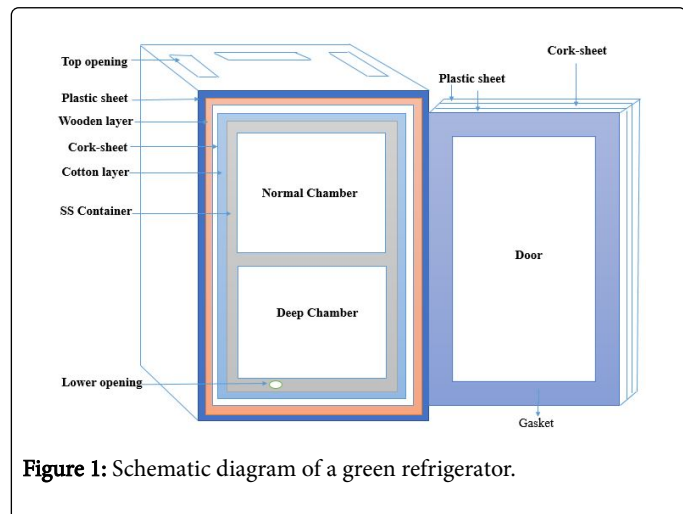 Cork-sheet
Top opening
Plastic sheet
Plastic sheet
Wooden layer
Cork-sheet
Cotton layer
Normal Chamber
SS Container
Door
Deep Chamber
Lower opening
Gasket
Figure 1: Schematic diagram of a green refrigerator.